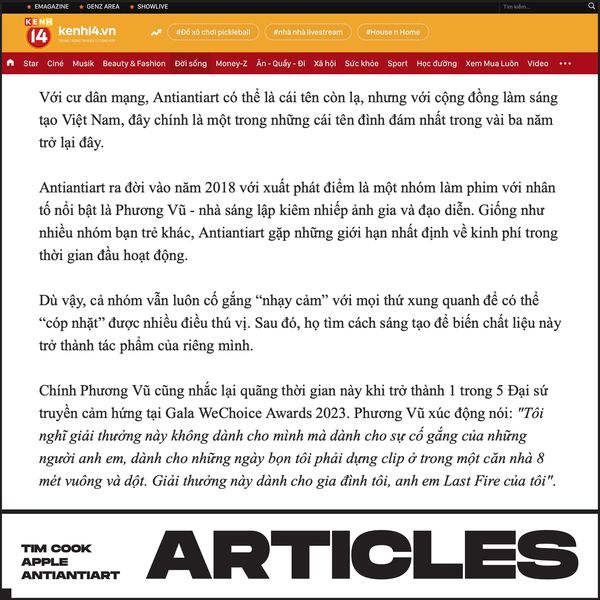 EMAGAZINE
GENZ AREA
SHOWLIVE
Tìm kiếm...
KENH
14
kenh14.vn
#Đổ xô chơi pickleball
#nhà nhà livestream
#House n Home
Star Ciné Musik Beauty & Fashion Đời sống Money-Z Ăn - Quẩy - Đi Xã hội Sức khỏe Sport Học đường Xem Mua Luôn Video
Với cư dân mạng, Antiantiart có thể là cái tên còn lạ, nhưng với cộng đồng làm sáng
tạo Việt Nam, đây chính là một trong những cái tên đình đám nhất trong vài ba năm
trở lại đây.
Antiantiart ra đời vào năm 2018 với xuất phát điểm là một nhóm làm phim với nhân
tố nổi bật là Phương Vũ - nhà sáng lập kiêm nhiếp ảnh gia và đạo diễn. Giống như
nhiều nhóm bạn trẻ khác, Antiantiart gặp những giới hạn nhất định về kinh phí trong
thời gian đầu hoạt động.
Dù vậy, cả nhóm vẫn luôn cố gắng “nhạy cảm” với mọi thứ xung quanh để có thể
“cóp nhặt” được nhiều điều thú vị. Sau đó, họ tìm cách sáng tạo để biến chất liệu này
trở thành tác phẩm của riêng mình.
Chính Phương Vũ cũng nhắc lại quãng thời gian này khi trở thành 1 trong 5 Đại sứ
truyền cảm hứng tại Gala WeChoice Awards 2023. Phương Vũ xúc động nói: "Tôi
nghĩ giải thưởng này không dành cho mình mà dành cho sự cố gắng của những
người anh em, dành cho những ngày bọn tôi phải dựng clip ở trong một căn nhà 8
mét vuông và dột. Giải thưởng này dành cho gia đình tôi, anh em Last Fire của tôi".
TIM COOK
APPLE
ANTIANTIART
ARTICLES